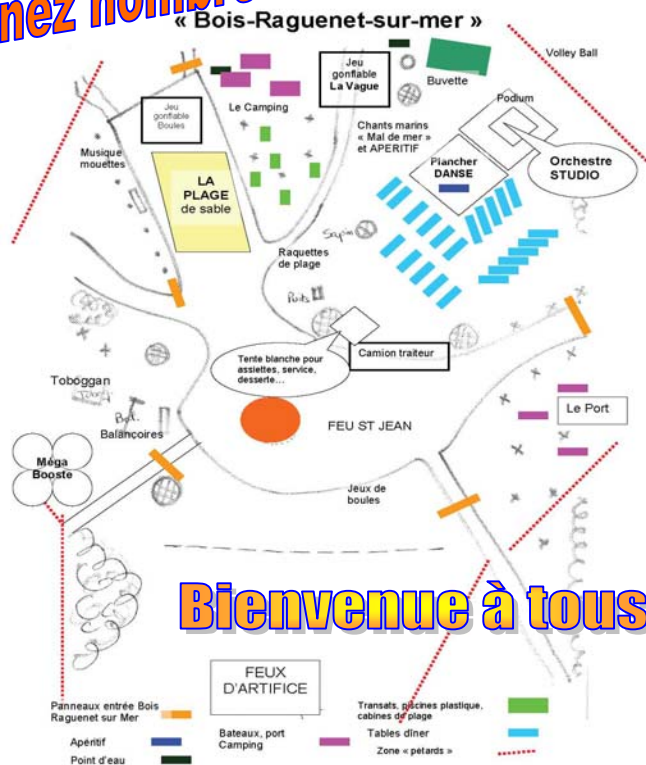 nez nombre
« Bois-Raguenet-sur-mer »
Volley Ball
Jeu
gonflable
La Vague
Buvette
Jeu
gonflable
Boules
Le Camping
Podium
Chants marins
« Mal de mer »
et APERITIF
Musique
mouettes
Plancher
DANSE
Orchestre
STUDIO
LA
PLAGE
de sable
Sapin
Raquettes
de plage
Puits
Tente blanche pour
assiettes, service,
desserte...
Camion traiteur
Toboggan
Balançoires
Le Port
FEU ST JEAN
Méga
Booste
Jeux de
boules
Bienvenue à tous
FEUX
D'ARTIFICE
Panneaux entrée Bois
Raguenet sur Mer
Transats, piscines plastique,
cabines de plage
Apéritif
Bateaux, port
Camping
Tables dîner
Point d'eau
Zone « pétards »